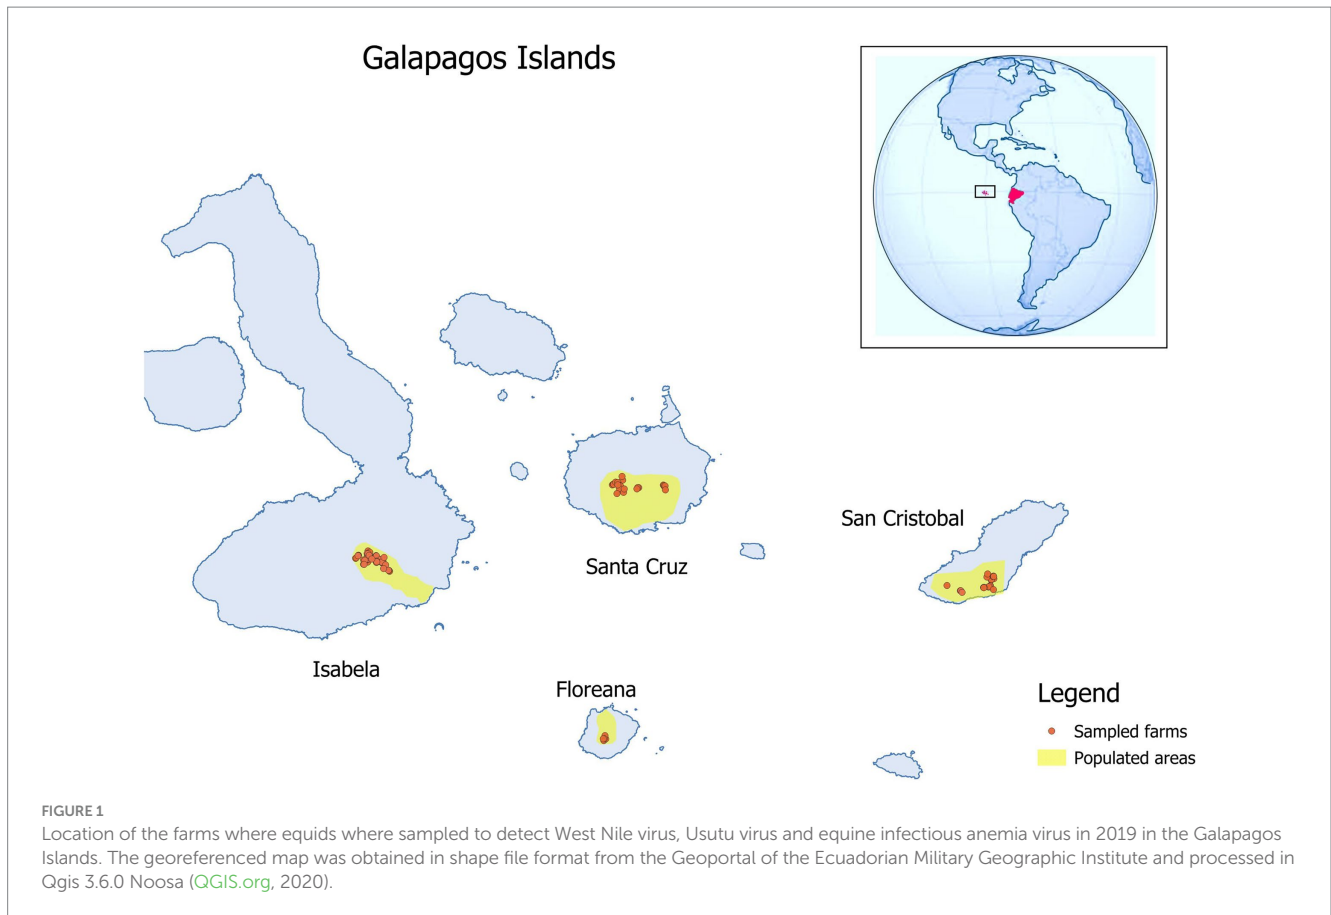 Galapagos Islands
San Cristobal
Santa Cruz
Isabela
Floreana
Legend
Sampled farms
Populated areas
FIGURE 1
Location of the farms where equids where sampled to detect West Nile virus, Usutu virus and equine infectious anemia virus in 2019 in the Galapagos
Islands. The georeferenced map was obtained in shape file format from the Geoportal of the Ecuadorian Military Geographic Institute and processed in
Qgis 3.6.0 Noosa (QGIS.org, 2020).